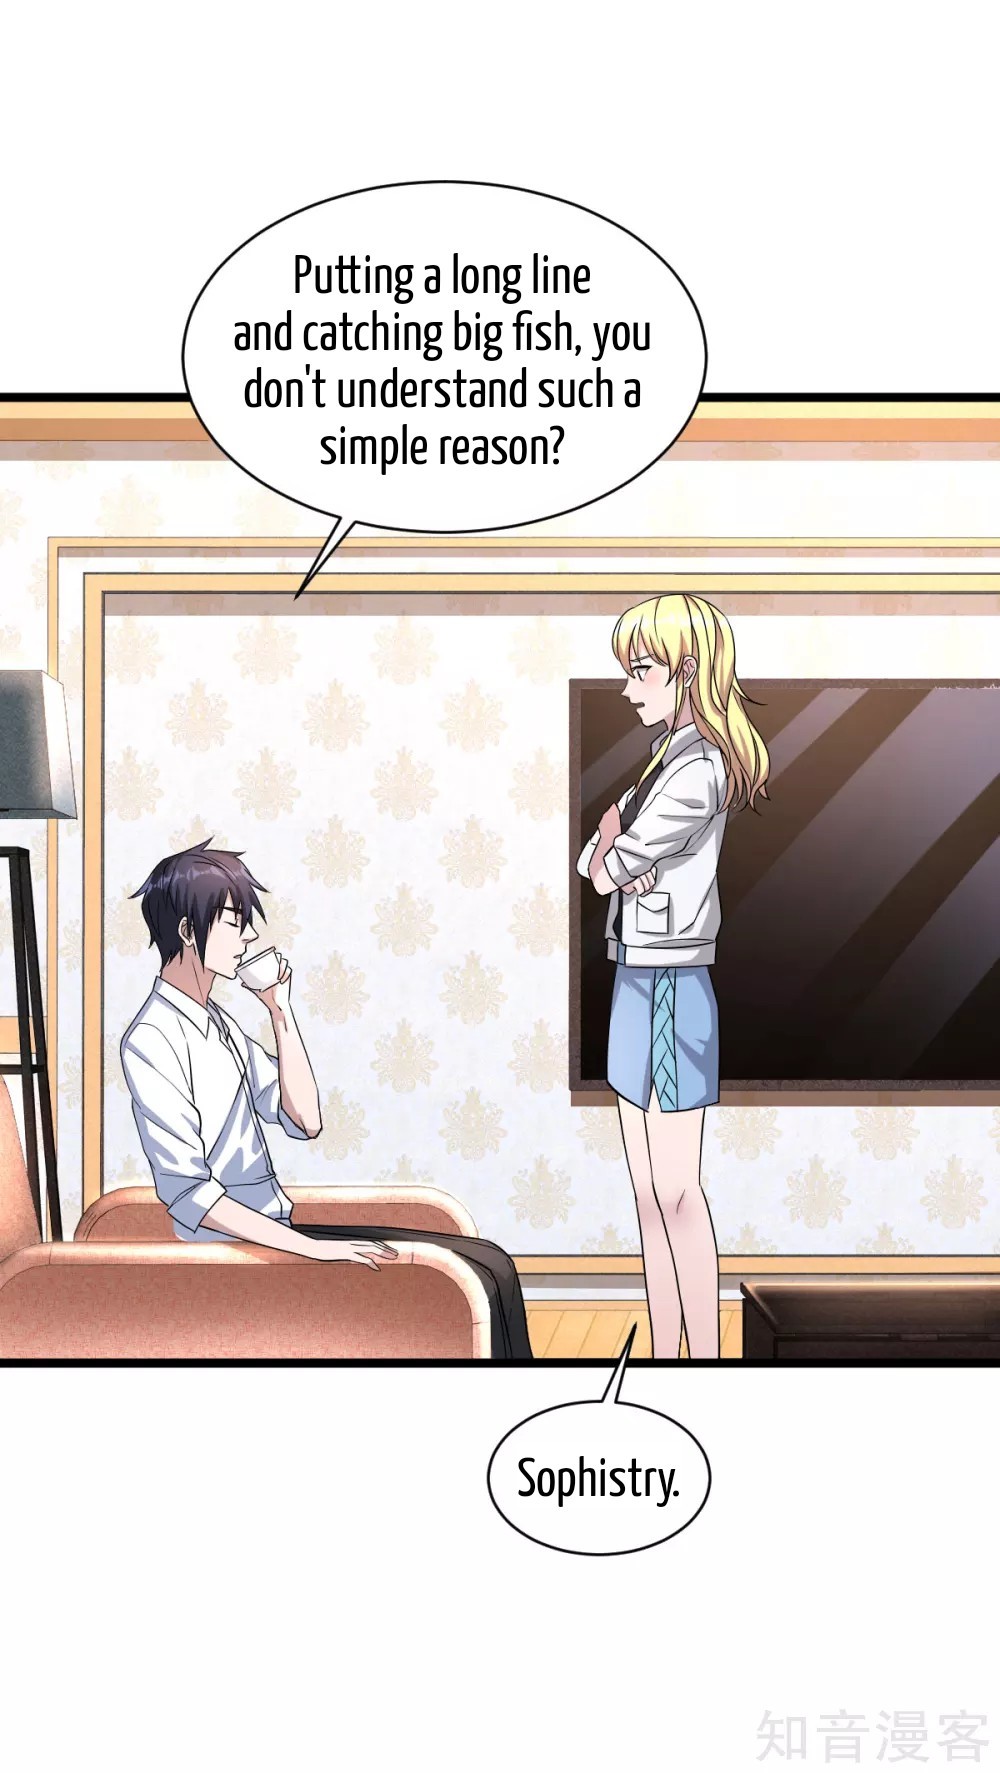 Putting a long line
and catching big fish, you
don't understand such a
simple reason?
Sophistry.
知音漫客